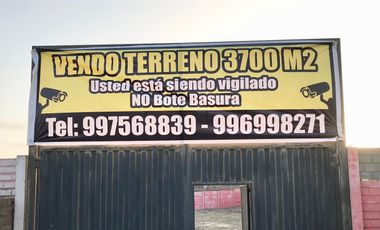 VENDO TERRENO 3700 M2
Usted está siendo vigilado
NO Bote Basura
Tel: 997568839 - 996998271